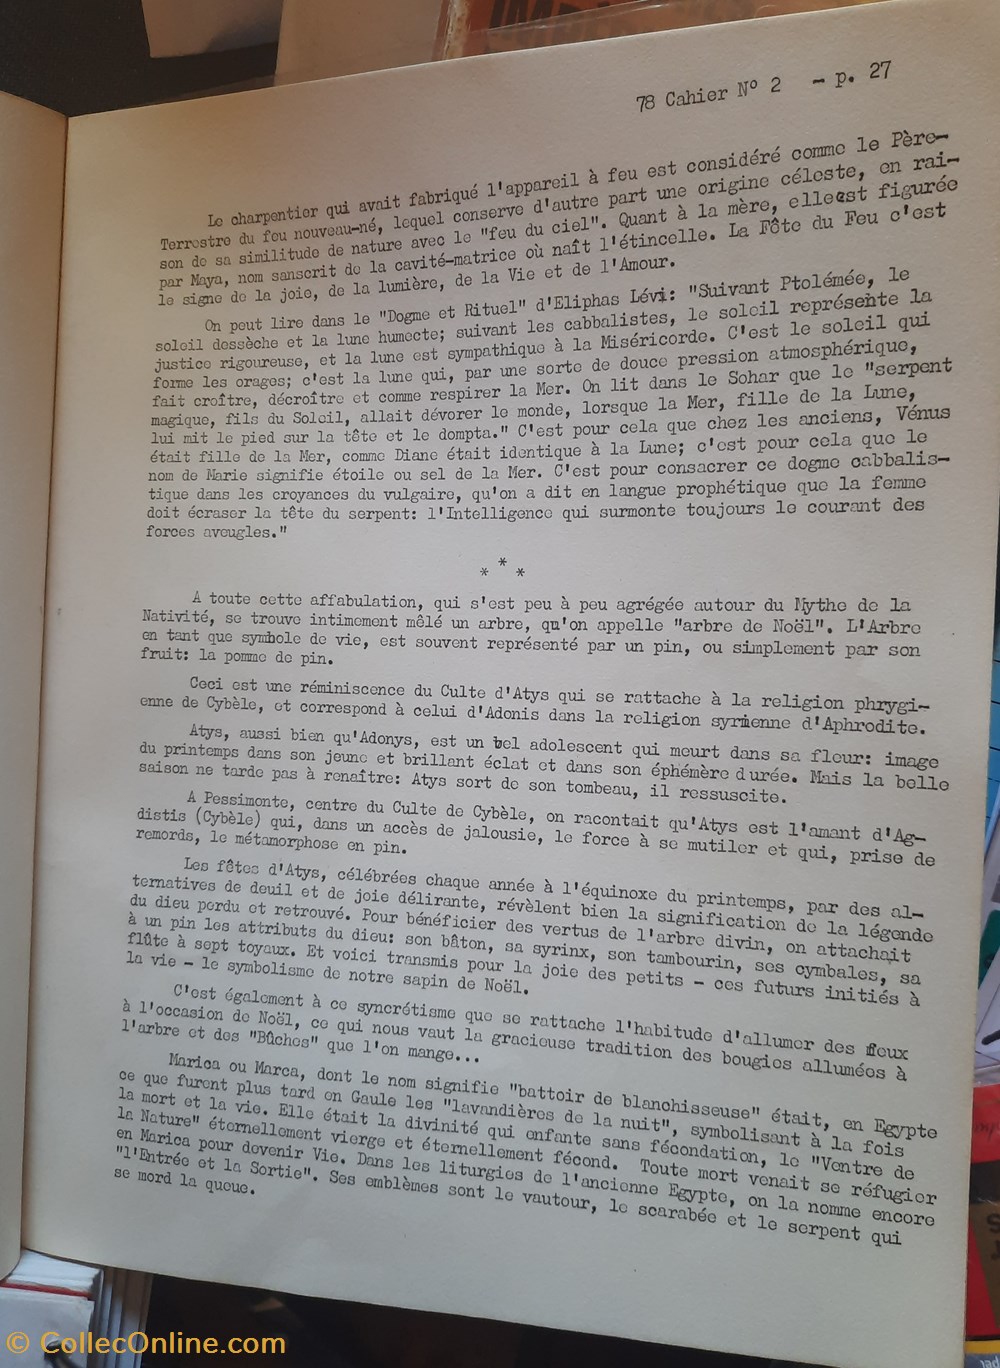 78 Cahier N° 2 - p. 27
Le charpentier qui avait fabriqué l'appareil à feu est considéré comme le Père-
Terrestre du feu nouveau-né, lequel conserve d'autre part une origine céleste, en rai-
son de sa similitude de nature avec le "feu du ciel". Quant à la mère, elleest figurée
par Maya, nom sanscrit de la cavité-matrice où naît l'étincelle. La Fête du Feu c'est
le signe de la joie, de la lumière, de la Vie et de l'Amour.
On peut lire dans le "Dogme et Rituel" d'Eliphas Lévi: "Suivant Ptolémée, le
soleil dessèche et la lune humecte; suivant les cabbalistes, le soleil représente la
justice rigoureuse, et la lune est sympathique à la Miséricorde. C'est le soleil qui
forme les orages; c'est la lune qui, par une sorte de douce pression atmosphérique,
fait croître, décroître et comme respirer la Mer. On lit dans le Sohar que le "serpent
magique, fils du Soleil, allait dévorer le monde, lorsque la Mer, fille de la Lune,
lui mit le pied sur la tête et le dompta." C'est pour cela que chez les anciens, Vénus
était fille de la Mer, comme Diane était identique à la Lune; c'est pour cela que le
nom de Marie signifie étoile ou sel de la Mer. C'est pour consacrer ce dogme cabbalis-
tique dans les croyances du vulgaire, qu'on a dit en langue prophétique que la femme
doit écraser la tête du serpent: l'Intelligence qui surmonte toujours le courant des
forces aveugles."
* * *
A toute cette affabulation, qui s'est peu à peu agrégée autour du Mythe de la
Nativité, se trouve intimement mêlé un arbre, qu'on appelle "arbre de Noël". L'Arbre
en tant que symbole de vie, est souvent représenté par un pin, ou simplement par son
fruit: la pomme de pin.
Ceci est une réminiscence du Culte d'Atys qui se rattache à la religion phrygi-
enne de Cybèle, et correspond à celui d'Adonis dans la religion syrienne d'Aphrodite.
Atys, aussi bien qu'Adonys, est un bel adolescent qui meurt dans sa fleur: image
du printemps dans son jeune et brillant éclat et dans son éphémère durée. Mais la belle
saison ne tarde pas à renaître: Atys sort de son tombeau, il ressuscite.
A Pessimonte, centre du Culte de Cybèle, on racontait qu'Atys est l'amant d'Ag-
distis (Cybèle) qui, dans un accès de jalousie, le force à se mutiler et qui, prise de
remords, le métamorphose en pin.
Les fêtes d'Atys, célébrées chaque année à l'équinoxe du printemps, par des al-
ternatives de deuil et de joie délirante, révèlent bien la signification de la légende
du dieu perdu et retrouvé. Pour bénéficier des vertus de l'arbre divin, on attachait
à un pin les attributs du dieu: son bâton, sa syrinx, son tambourin, ses cymbales, sa
flûte à sept toyaux. Et voici transmis pour la joie des petits - ces futurs initiés à
la vie - le symbolisme de notre sapin de Noël.
C'est également à ce syncrétisme que se rattache l'habitude d'allumer des feux
à l'occasion de Noël, ce qui nous vaut la gracieuse tradition des bougies allumées à
l'arbre et des "Bûches" que l'on mange...
Marica ou Marca, dont le nom signifie "battoir de blanchisseuse" était, en Egypte
ce que furent plus tard en Gaule les "lavandières de la nuit", symbolisant à la fois
la mort et la vie. Elle était la divinité qui enfante sans fécondation, le "Ventre de
la Nature" éternellement vierge et éternellement fécond. Toute mort venait se réfugier
en Marica pour devenir Vie. Dans les liturgies de l'ancienne Egypte, on la nomme encore
"l'Entrée et la Sortie". Ses emblèmes sont le vautour, le scarabée et le serpent qui
se mord la queue.
© CollecOnline.com